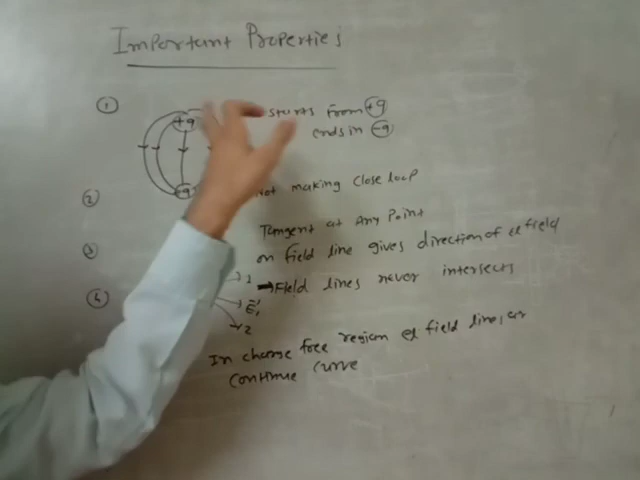 Important Properties
①
+q
starts from +q
ends in -q
+q
②
Not making close loop
③
Tangent at Any Point
on field line gives direction of el field
④
1
→ Field lines never intersects
E₁
2
In charge free region el field line, are
continue curve